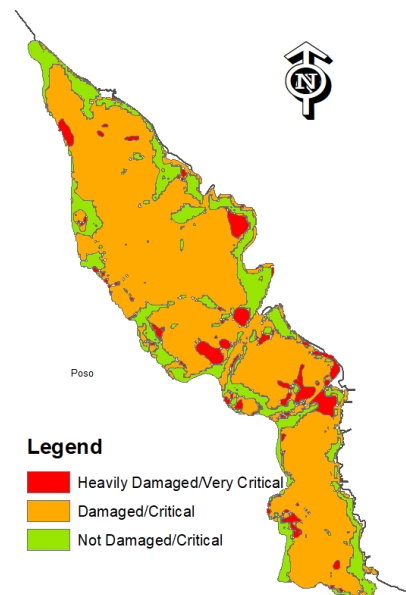 N
Poso
Legend
Heavily Damaged/Very Critical
Damaged/Critical
Not Damaged/Critical